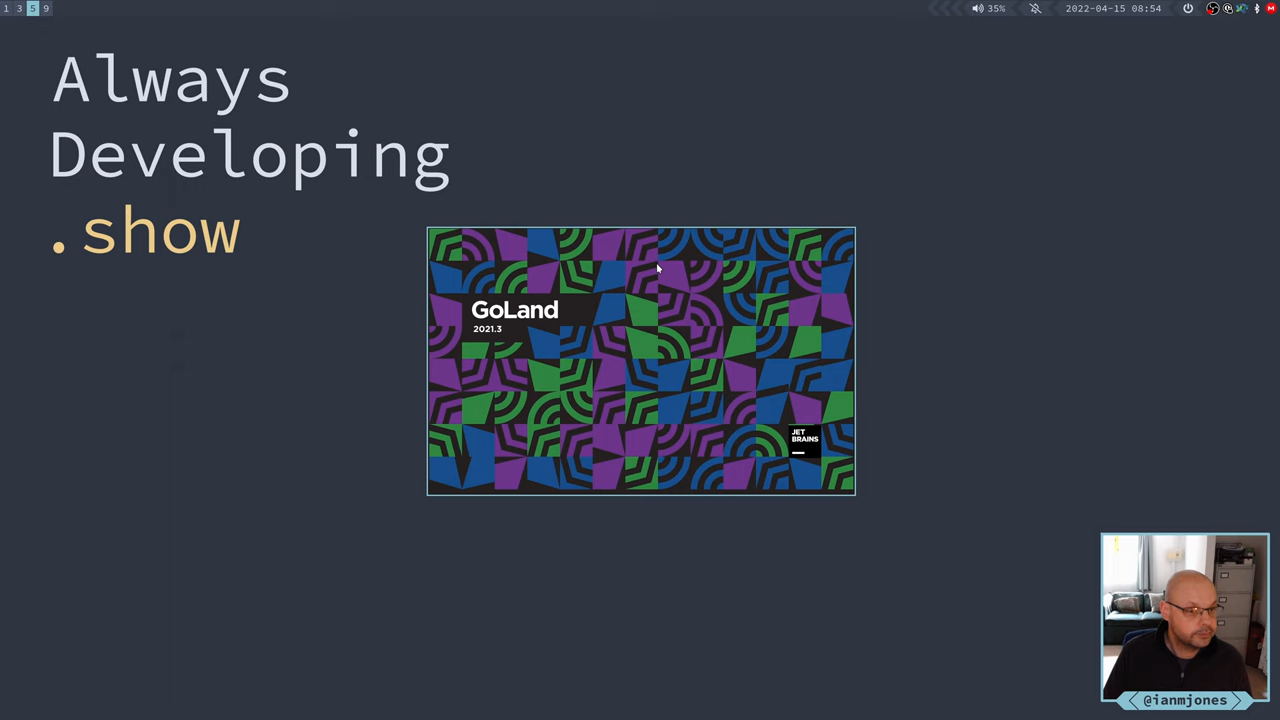 1 3 5 9
35%
2022-04-15 08:54
Always
Developing
.show
GoLand
2021.3
JET
BRAINS
@ianmjones